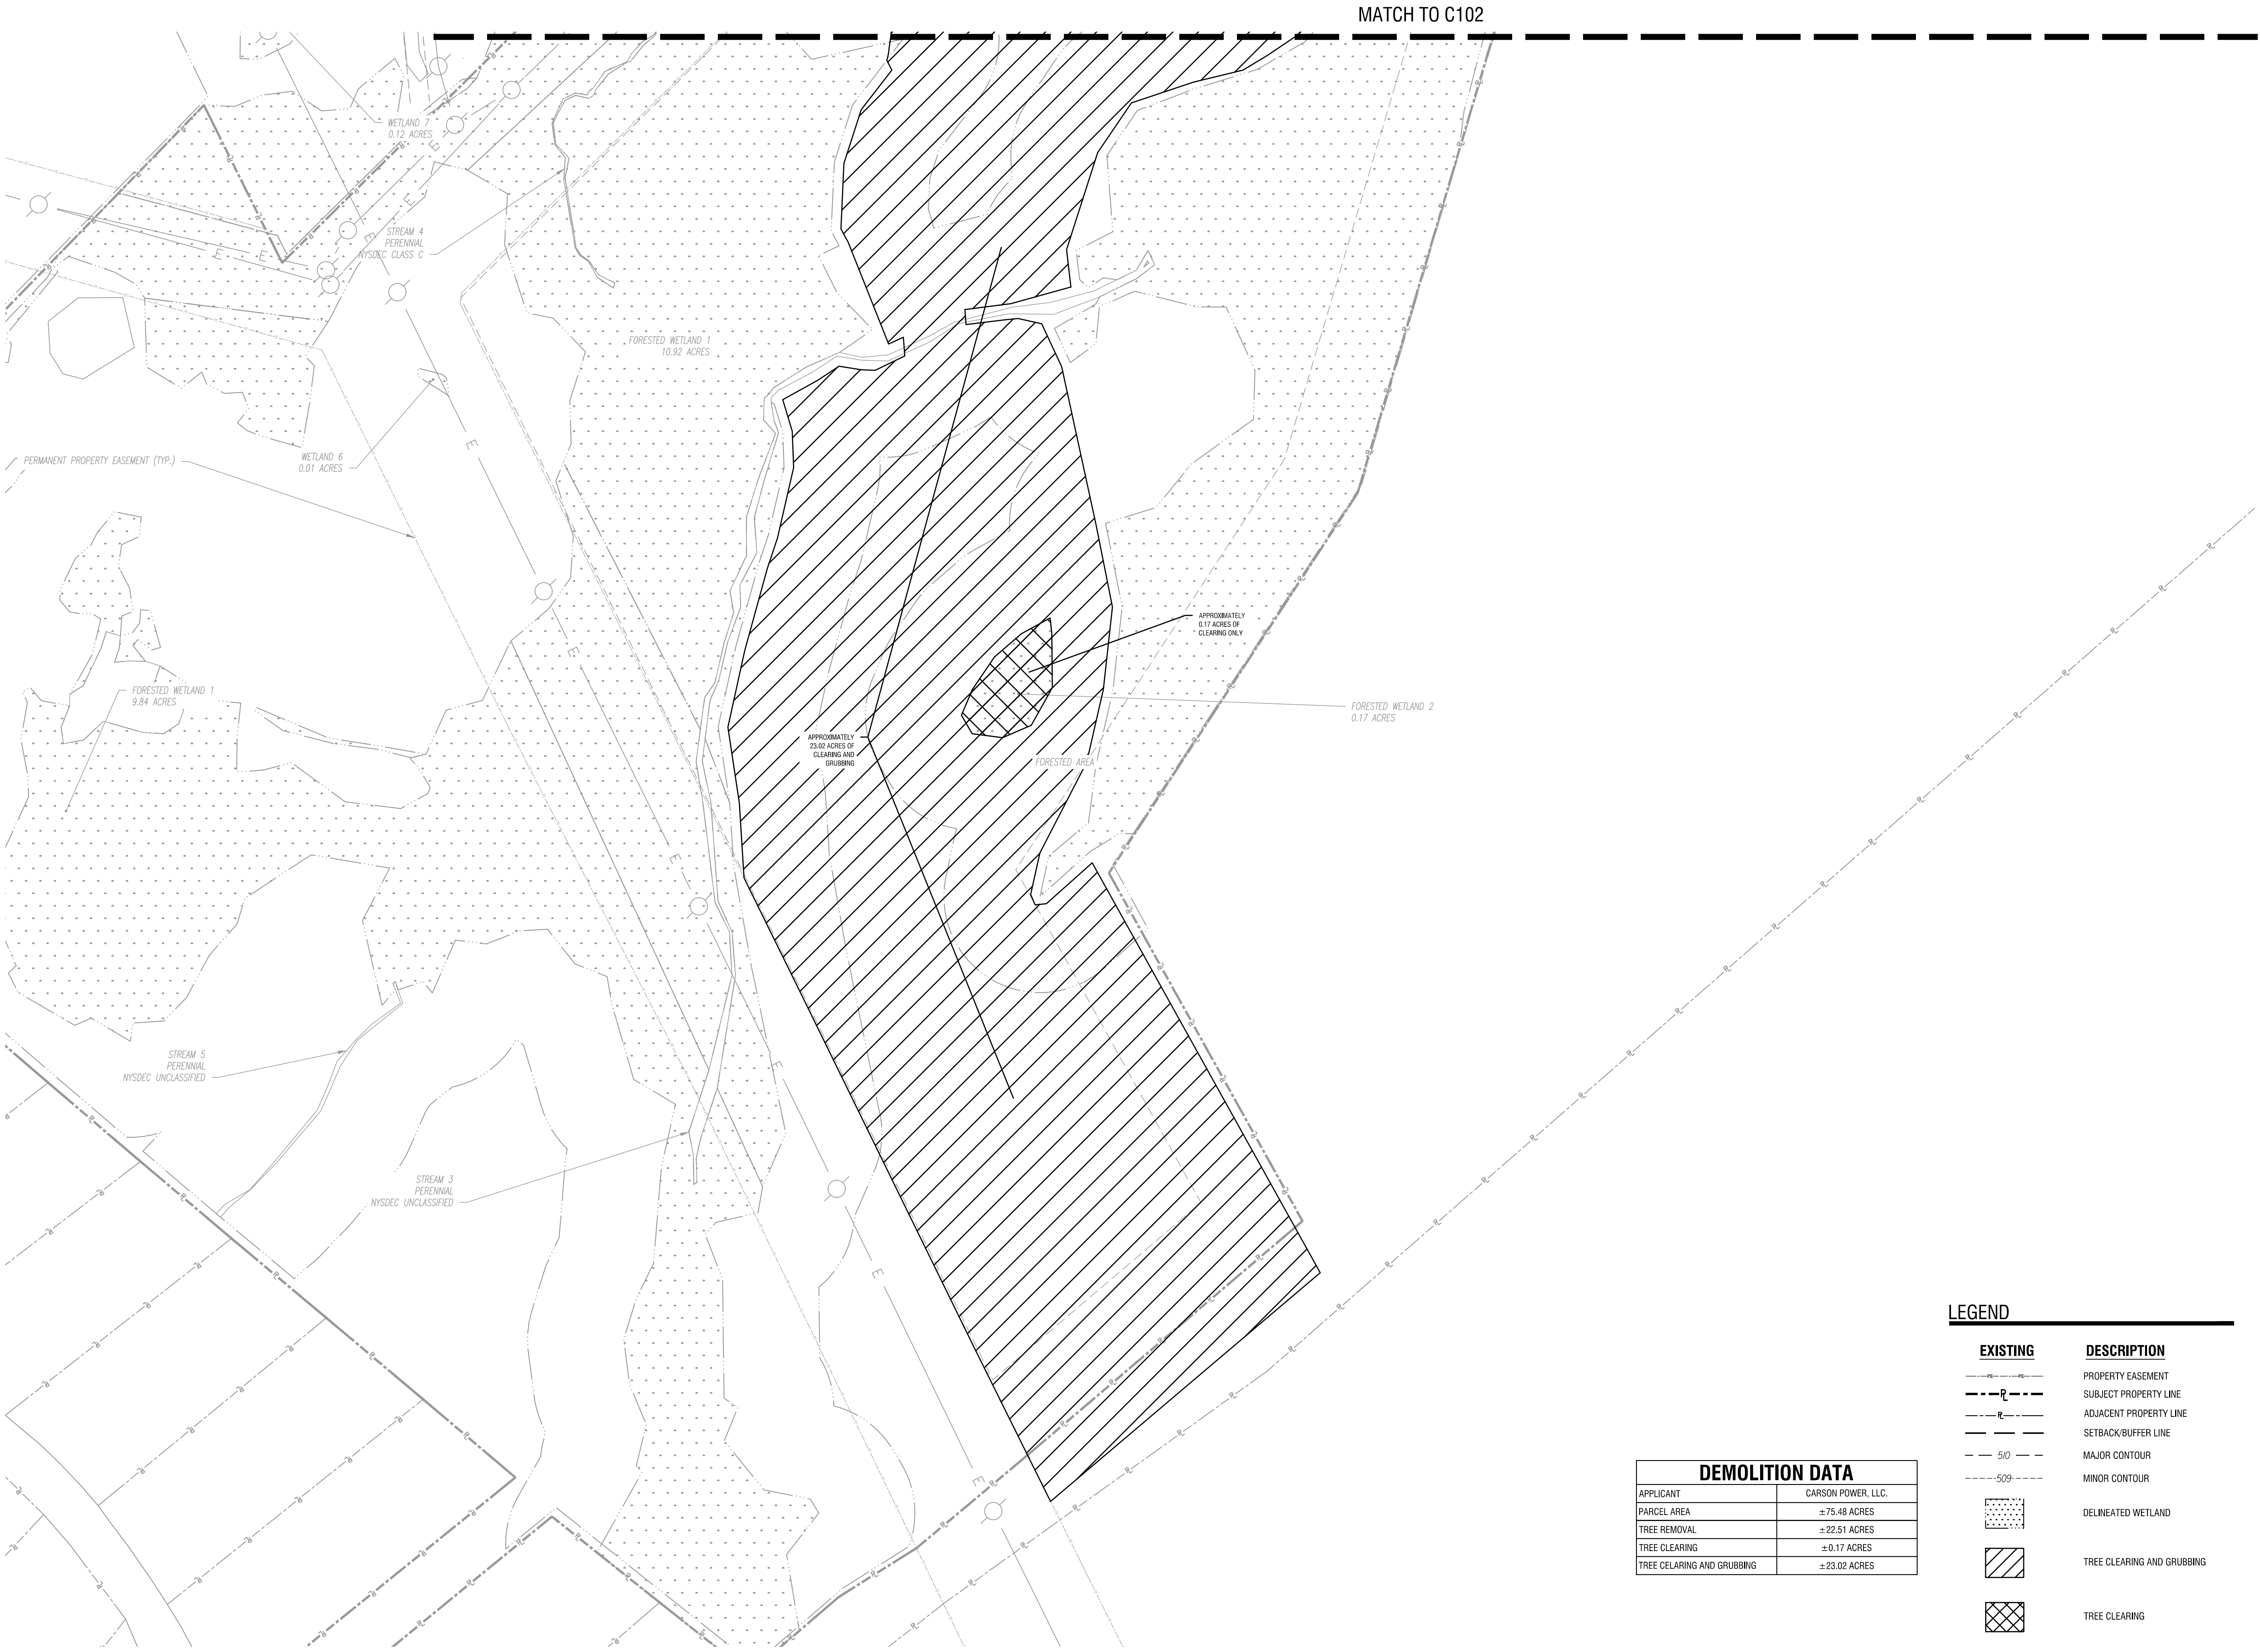 MATCH TO C102
WETLAND 7
0.12 ACRES
STREAM 4
PERENNIAL
NYSDEC CLASS C
FORESTED WETLAND 1
10.92 ACRES
WETLAND 6
0.01 ACRES
PERMANENT PROPERTY EASEMENT (TYP.)
APPROXIMATELY
0.17 ACRES OF
CLEARING ONLY
FORESTED WETLAND 1
9.84 ACRES
FORESTED WETLAND 2
0.17 ACRES
APPROXIMATELY
23.02 ACRES OF
CLEARING AND
GRUBBING
FORESTED AREA
STREAM 5
PERENNIAL
NYSDEC UNCLASSIFIED
STREAM 3
PERENNIAL
NYSDEC UNCLASSIFIED
LEGEND
EXISTING DESCRIPTION
PROPERTY EASEMENT
SUBJECT PROPERTY LINE
ADJACENT PROPERTY LINE
SETBACK/BUFFER LINE
510 MAJOR CONTOUR
509 MINOR CONTOUR
DELINEATED WETLAND
TREE CLEARING AND GRUBBING
TREE CLEARING
DEMOLITION DATA
APPLICANT CARSON POWER, LLC.
PARCEL AREA ±75.48 ACRES
TREE REMOVAL ±22.51 ACRES
TREE CLEARING ±0.17 ACRES
TREE CELARING AND GRUBBING ±23.02 ACRES